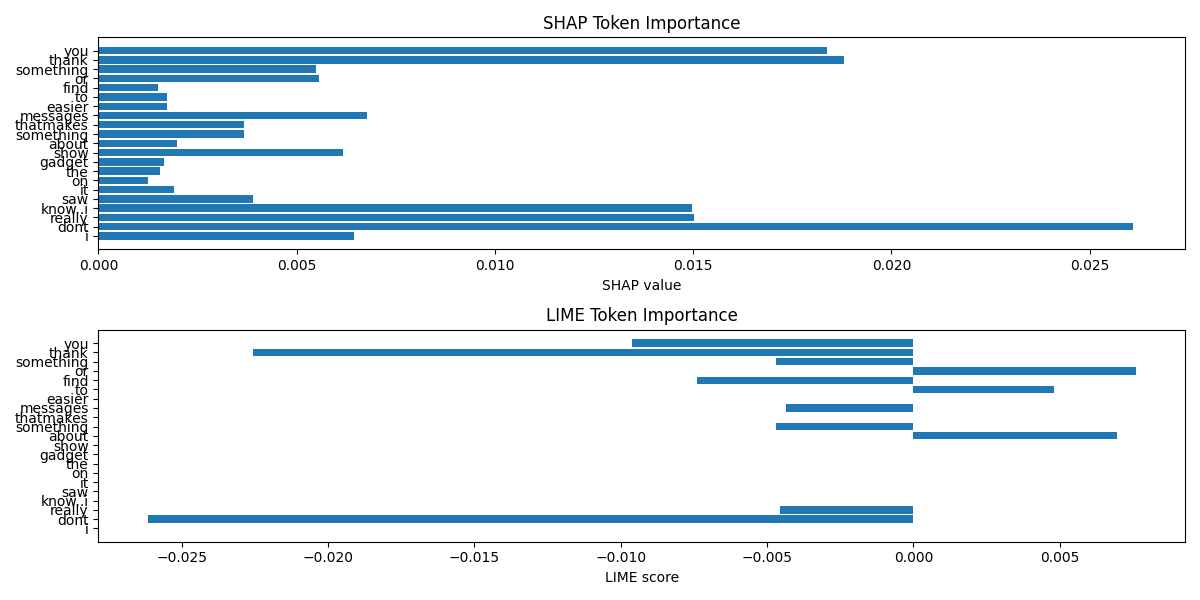 SHAP Token Importance
you
thank
something
or
find
to
easier
messages
thatmakes
something
about
show
gadget
the
on
it
saw
know. i
really
dont
i
0.000 0.005 0.010 0.015 0.020 0.025
SHAP value
LIME Token Importance
you
thank
something
or
find
to
easier
messages
thatmakes
something
about
show
gadget
the
on
it
saw
know. i
really
dont
i
−0.025 −0.020 −0.015 −0.010 −0.005 0.000 0.005
LIME score